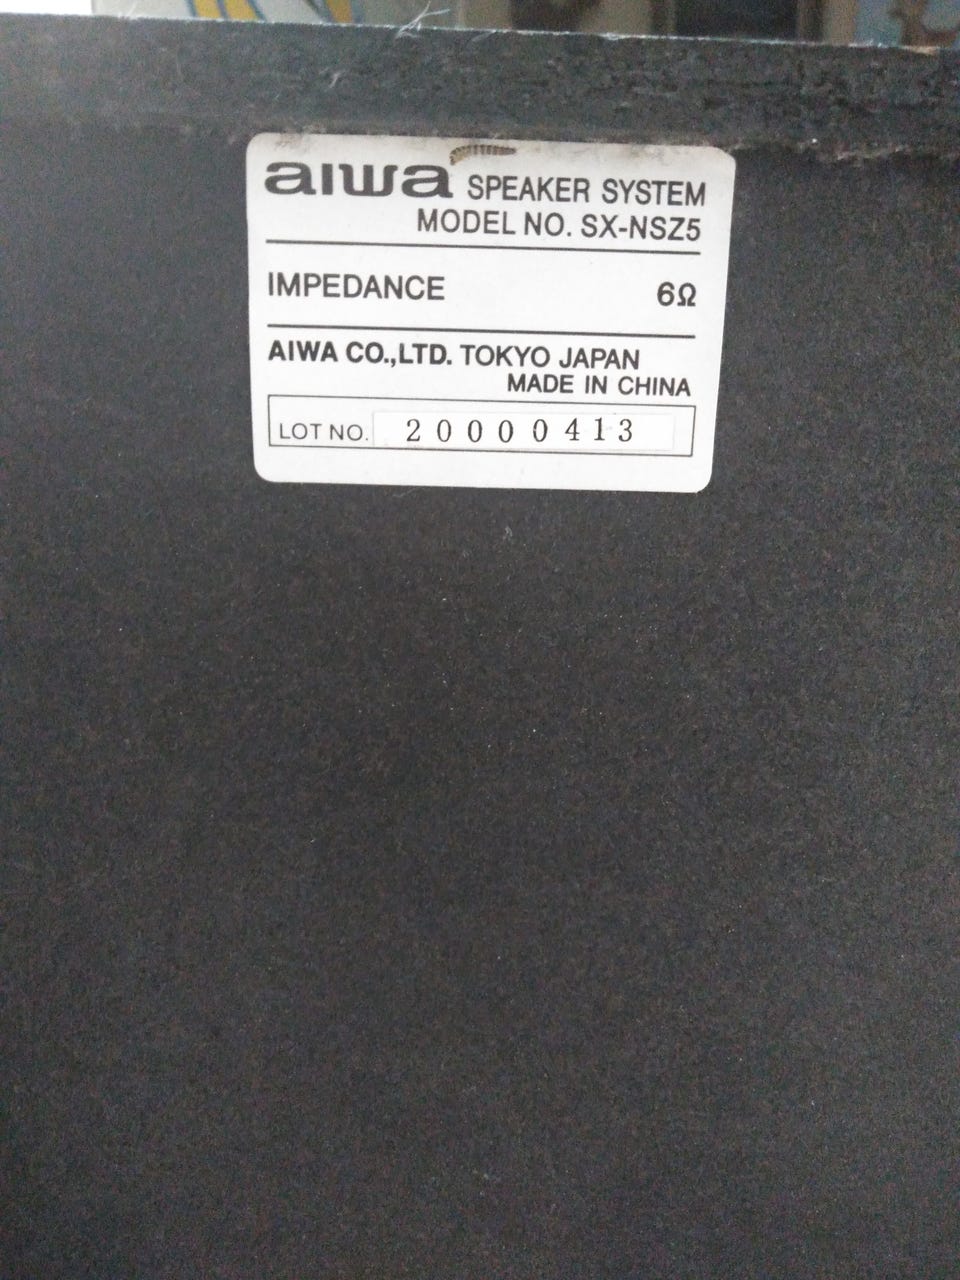 aiwa SPEAKER SYSTEM
MODEL NO. SX-NSZ5
IMPEDANCE 6Ω
AIWA CO.,LTD. TOKYO JAPAN
MADE IN CHINA
LOT NO. 20000413